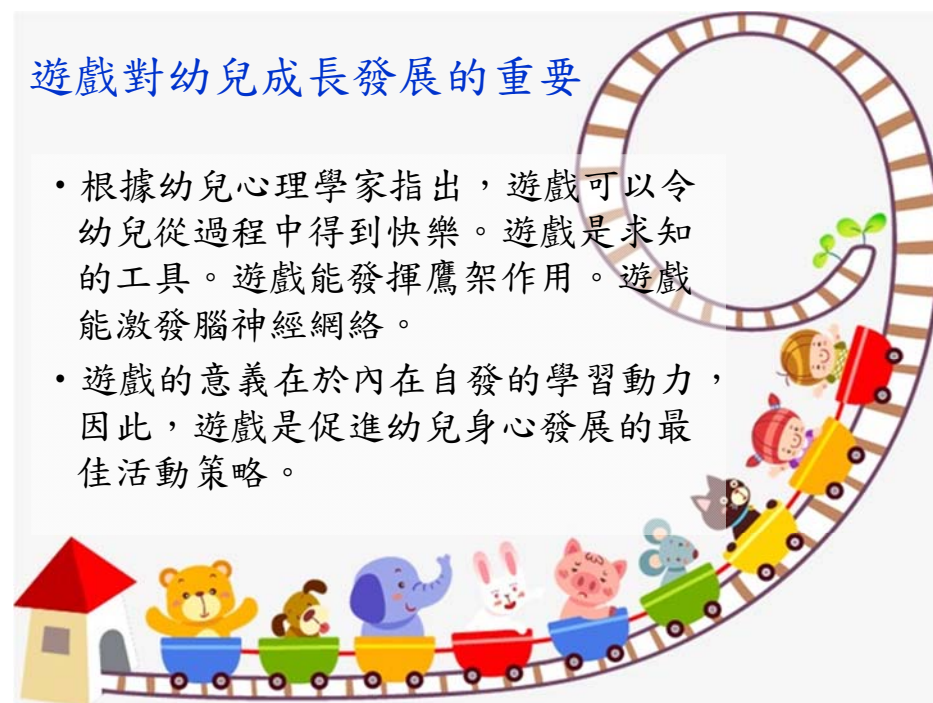 遊戲對幼兒成長發展的重要
•根據幼兒心理學家指出，遊戲可以令
幼兒從過程中得到快樂。遊戲是求知
的工具。遊戲能發揮鷹架作用。遊戲
能激發腦神經網絡。
•遊戲的意義在於內在自發的學習動力，
因此，遊戲是促進幼兒身心發展的最
佳活動策略。